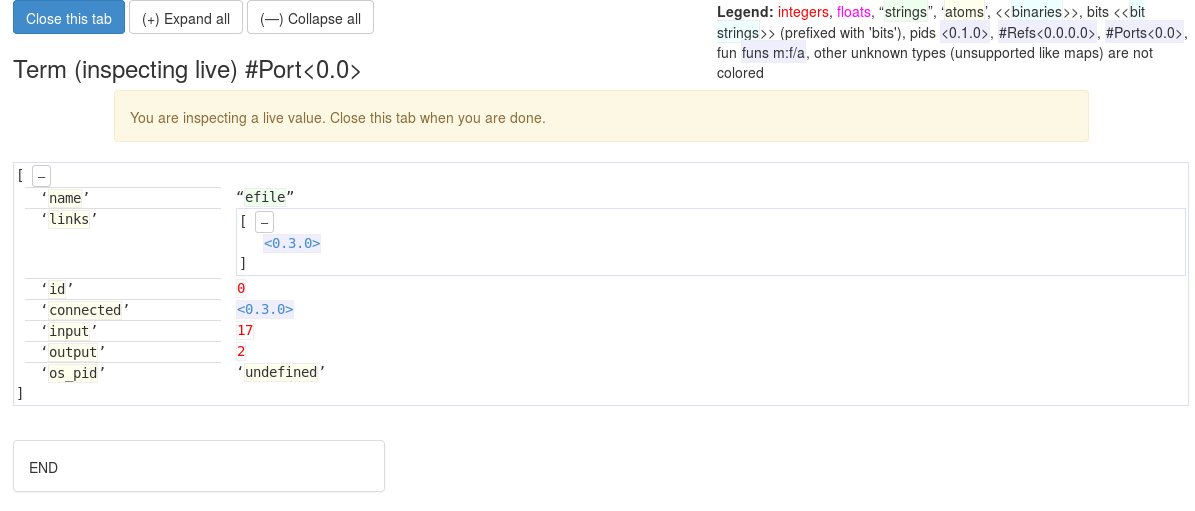 Close this tab (+) Expand all (—) Collapse all
Legend: integers, floats, “strings”, ‘atoms’, <<binaries>>, bits <<bit
strings>> (prefixed with 'bits'), pids <0.1.0>, #Refs<0.0.0.0>, #Ports<0.0>,
fun funs m:f/a, other unknown types (unsupported like maps) are not
colored
Term (inspecting live) #Port<0.0>
You are inspecting a live value. Close this tab when you are done.
[ –
‘name’ “efile”
‘links’ [ –
<0.3.0>
]
‘id’ 0
‘connected’ <0.3.0>
‘input’ 17
‘output’ 2
‘os_pid’ ‘undefined’
]
END